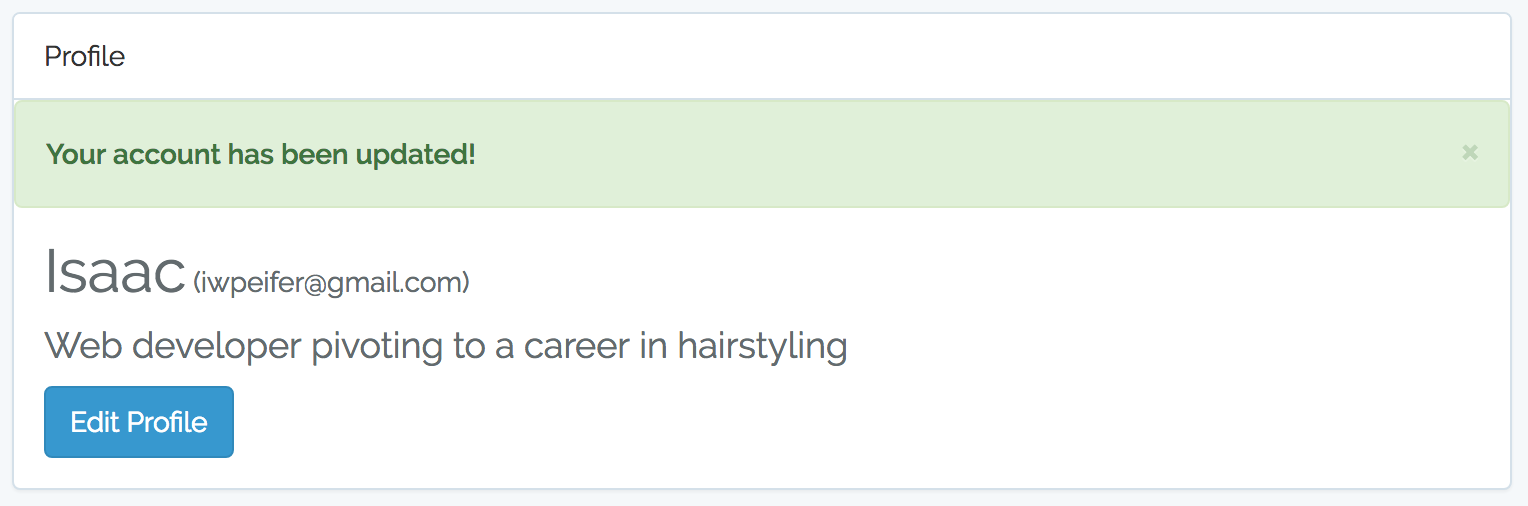 Profile
Your account has been updated! ×
Isaac (iwpeifer@gmail.com)
Web developer pivoting to a career in hairstyling
Edit Profile